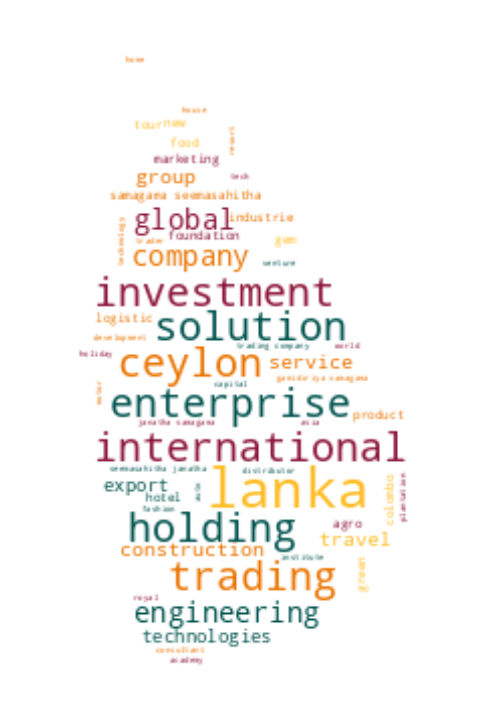 home
house
tour new
food
resort
marketing
group
tech
samagama seemasahitha
global
industrie
technology
trader
foundation
gem
company
venture
investment
logistic
solution
development
trading company
world
holiday
ceylon
service
gamidiriya samagama
capital
motor
enterprise
product
janatha samagama
asia
international
seemasahitha janatha
distributor
lanka
export
hotel
colombo
plantation
fashion
holding
agro
travel
construction
institute
trading
green
royal
engineering
technologies
consultant
academy